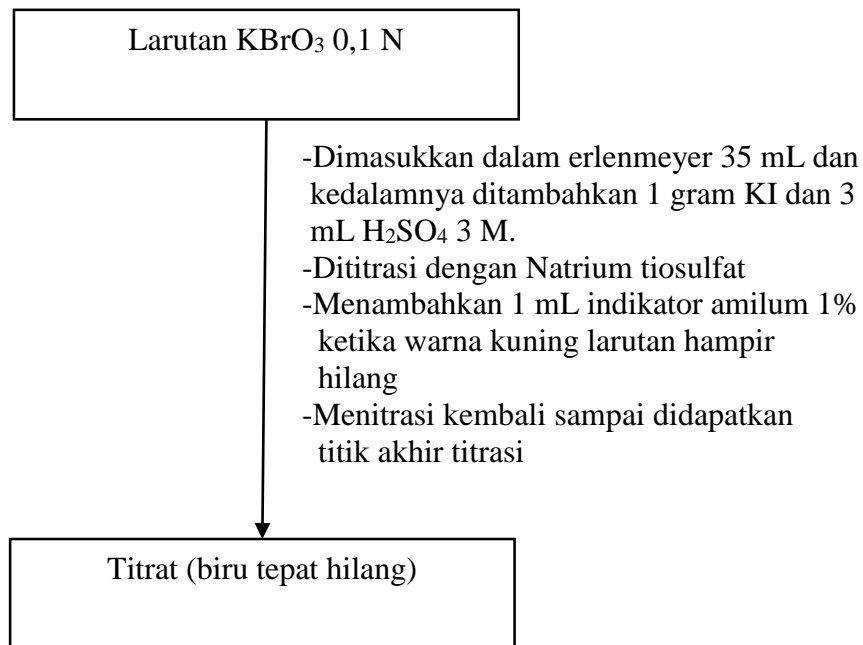 Larutan KBrO₃ 0,1 N
-Dimasukkan dalam erlenmeyer 35 mL dan
kedalamnya ditambahkan 1 gram KI dan 3
mL H₂SO₄ 3 M.
-Dititrasi dengan Natrium tiosulfat
-Menambahkan 1 mL indikator amilum 1%
ketika warna kuning larutan hampir
hilang
-Menitrasi kembali sampai didapatkan
titik akhir titrasi
Titrat (biru tepat hilang)